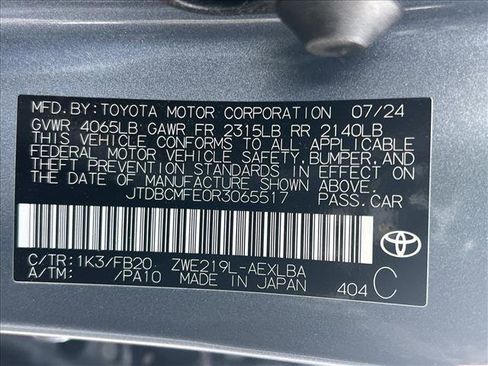 MFD.BY:TOYOTA MOTOR CORPORATION 07/24
GVWR 4065LB GAWR FR 2315LB RR 2140LB
THIS VEHICLE CONFORMS TO ALL APPLICABLE
FEDERAL MOTOR VEHICLE SAFETY, BUMPER, AND
THEFT PREVENTION STANDARDS IN EFFECT ON
THE DATE OF MANUFACTURE SHOWN ABOVE.
JTDBCMFE0R3065517 PASS.CAR
C/TR:1K3/FB20. ZWE219L-AEXLBA
A/TM: /PA10 MADE IN JAPAN 404 C
TOYOTA